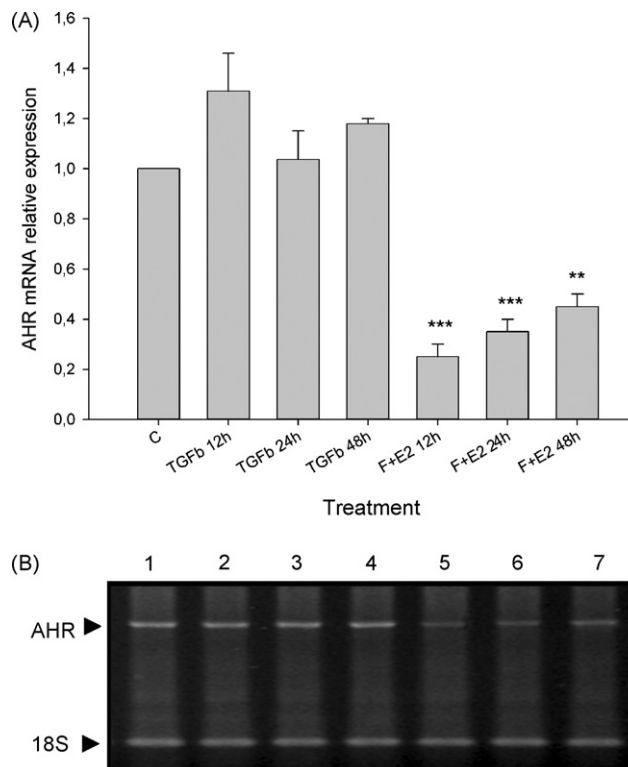 (A)
1,6
1,4
1,2
1,0
0,8
0,6
0,4
0,2
0,0
AHR mRNA relative expression
*** *** **
C TGFb 12h TGFb 24h TGFb 48h F+E2 12h F+E2 24h F+E2 48h
Treatment
(B) 1 2 3 4 5 6 7
AHR
18S